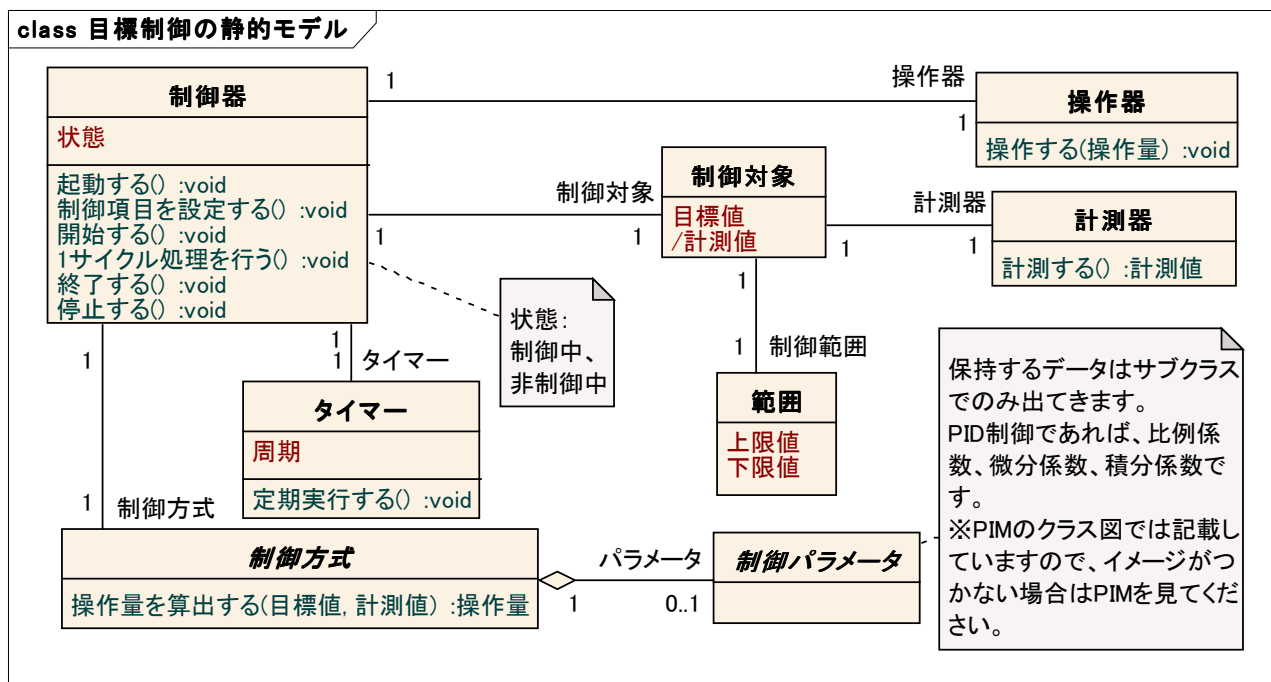 class 目標制御の静的モデル
制御器
状態
起動する() :void
制御項目を設定する() :void
開始する() :void
1サイクル処理を行う() :void
終了する() :void
停止する() :void
1
操作器
1
操作器
操作する(操作量) :void
1
制御対象
1
制御対象
目標値
/計測値
1
計測器
1
計測器
計測する() :計測値
状態:
制御中、
非制御中
1
1
タイマー
タイマー
周期
定期実行する() :void
1
1
制御範囲
範囲
上限値
下限値
1
1
制御方式
制御方式
操作量を算出する(目標値, 計測値) :操作量
1
パラメータ
0..1
制御パラメータ
保持するデータはサブクラス
でのみ出てきます。
PID制御であれば、比例係
数、微分係数、積分係数で
す。
※PIMのクラス図では記載し
ていますので、イメージがつ
かない場合はPIMを見てくだ
さい。